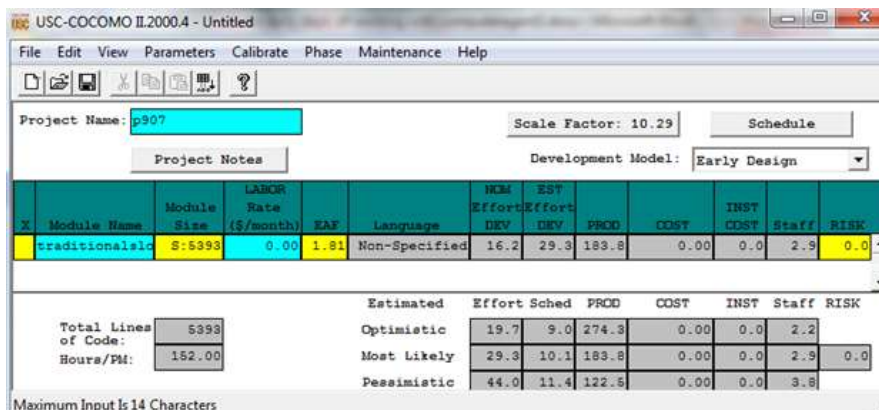 USC-COCOMO II.2000.4 - Untitled
File Edit View Parameters Calibrate Phase Maintenance Help
Project Name: p907
Scale Factor: 10.29
Schedule
Project Notes
Development Model: Early Design
X Module Name Module Size LABOR Rate ($/month) EAF Language NOM Effort DEV EST Effort DEV PROD COST INST COST Staff RISK
traditionalslo S:5393 0.00 1.81 Non-Specified 16.2 29.3 183.8 0.00 0.0 2.9 0.0
Estimated Effort Sched PROD COST INST Staff RISK
Total Lines of Code: 5393
Optimistic 19.7 9.0 274.3 0.00 0.0 2.2
Hours/PM: 152.00
Most Likely 29.3 10.1 183.8 0.00 0.0 2.9 0.0
Pessimistic 44.0 11.4 122.5 0.00 0.0 3.8
Maximum Input Is 14 Characters